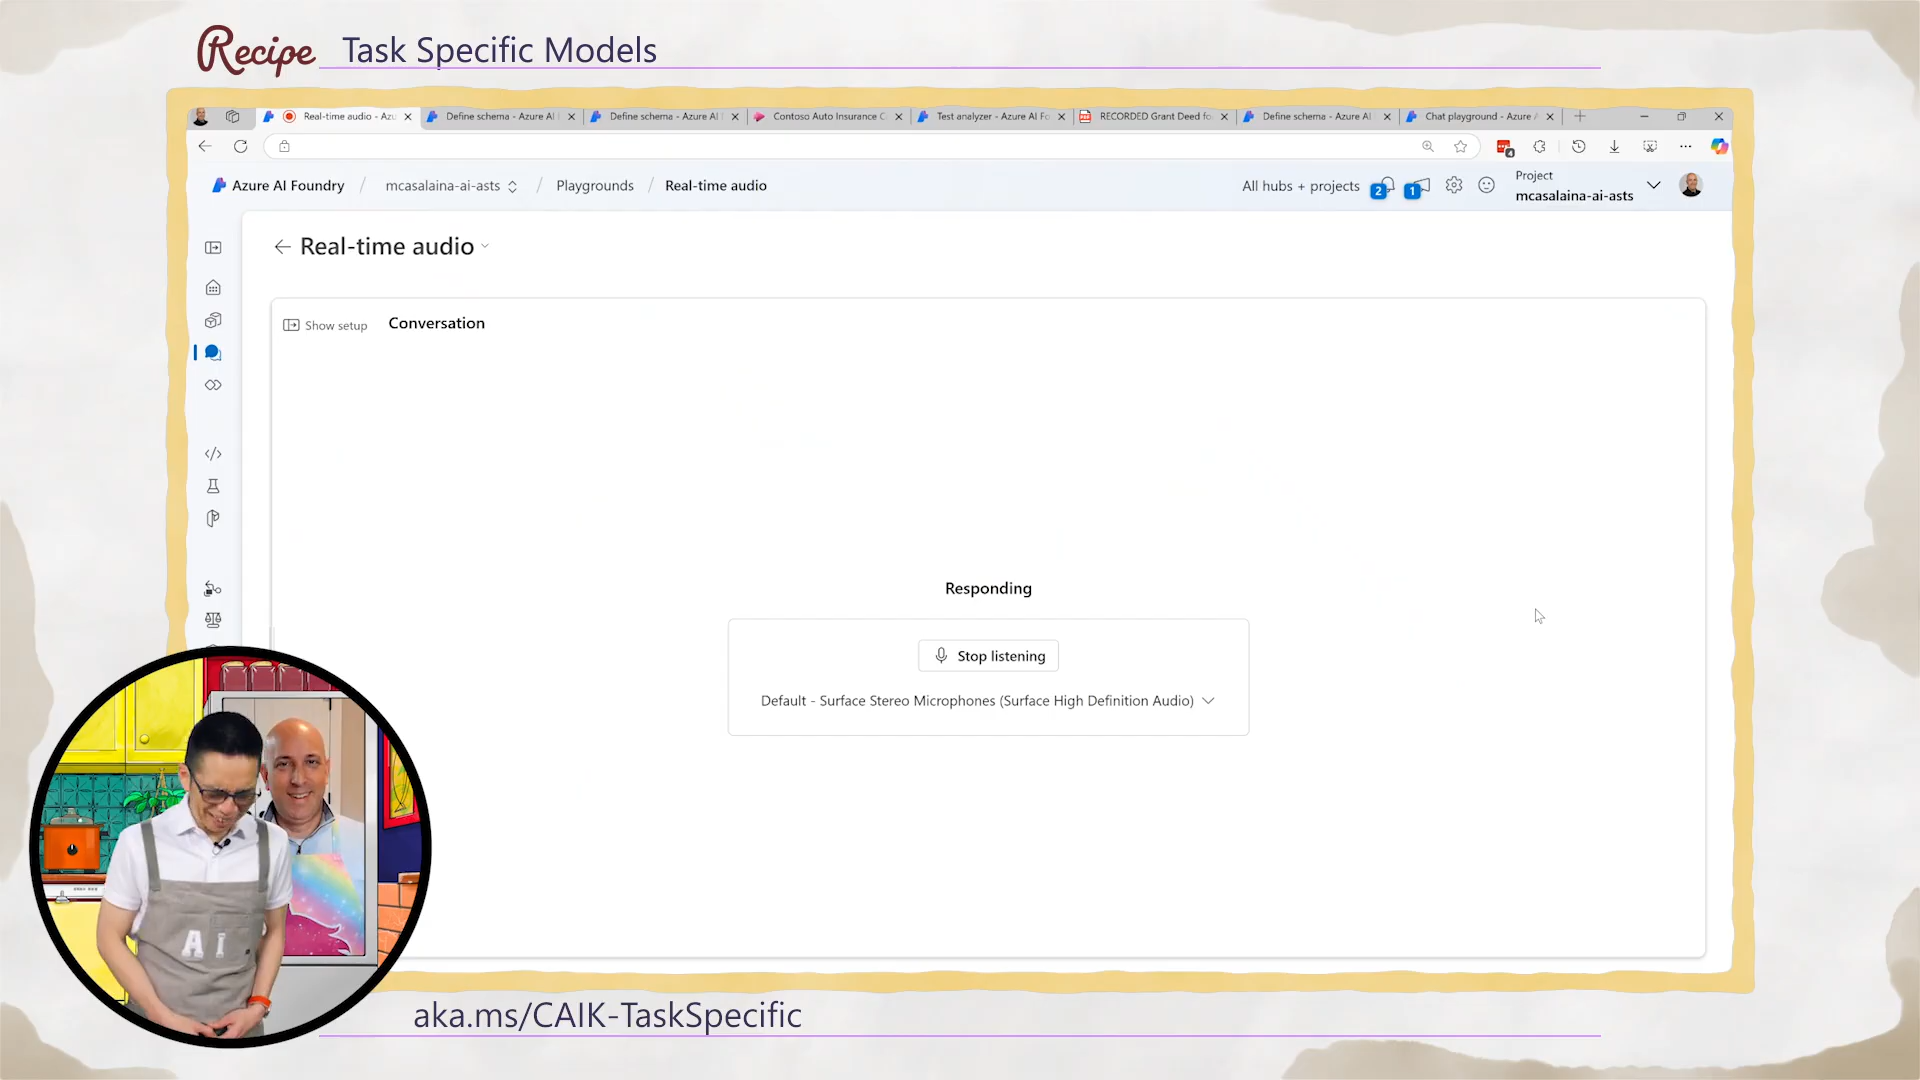 Recipe Task Specific Models
Real-time audio - Azu
Define schema - Azure AI
Define schema - Azure AI
Contoso Auto Insurance C
Test analyzer - Azure AI Fo
RECORDED Grant Deed fo
Define schema - Azure AI
Chat playground - Azure A
4
Azure AI Foundry / mcasalaina-ai-asts / Playgrounds / Real-time audio
All hubs + projects
2
1
Project
mcasalaina-ai-asts
Real-time audio
Show setup
Conversation
Responding
Stop listening
Default - Surface Stereo Microphones (Surface High Definition Audio)
AI
aka.ms/CAIK-TaskSpecific